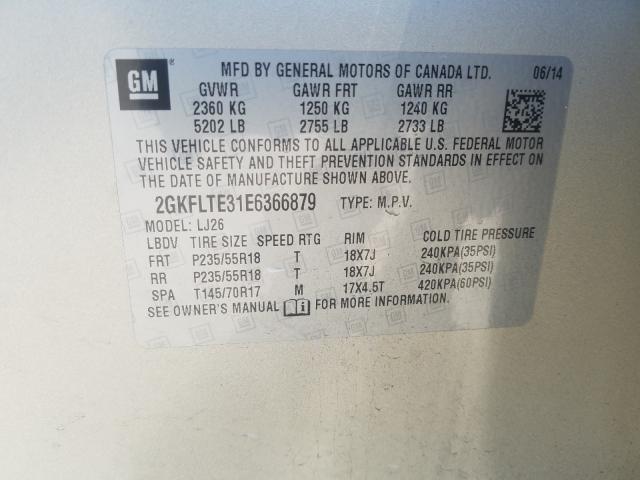 GM ®
MFD BY GENERAL MOTORS OF CANADA LTD. 06/14
GVWR GAWR FRT GAWR RR
2360 KG 1250 KG 1240 KG
5202 LB 2755 LB 2733 LB
THIS VEHICLE CONFORMS TO ALL APPLICABLE U.S. FEDERAL MOTOR
VEHICLE SAFETY AND THEFT PREVENTION STANDARDS IN EFFECT ON
THE DATE OF MANUFACTURE SHOWN ABOVE.
2GKFLTE31E6366879 TYPE: M.P.V.
MODEL: LJ26
LBDV TIRE SIZE SPEED RTG RIM COLD TIRE PRESSURE
FRT P235/55R18 T 18X7J 240KPA(35PSI)
RR P235/55R18 T 18X7J 240KPA(35PSI)
SPA T145/70R17 M 17X4.5T 420KPA(60PSI)
SEE OWNER'S MANUAL FOR MORE INFORMATION.